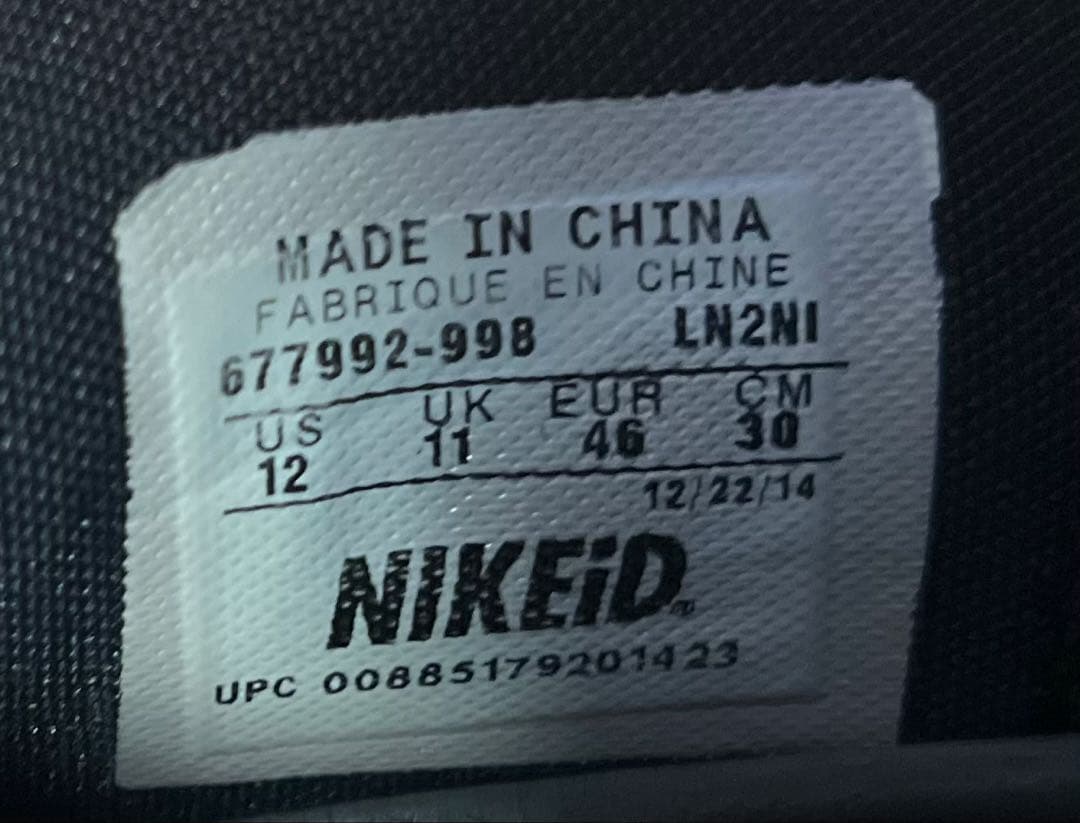 MADE IN CHINA
FABRIQUE EN CHINE
677992-998 LN2NI
US UK EUR CM
12 11 46 30
12/22/14
NIKEiD
UPC 00885179201423